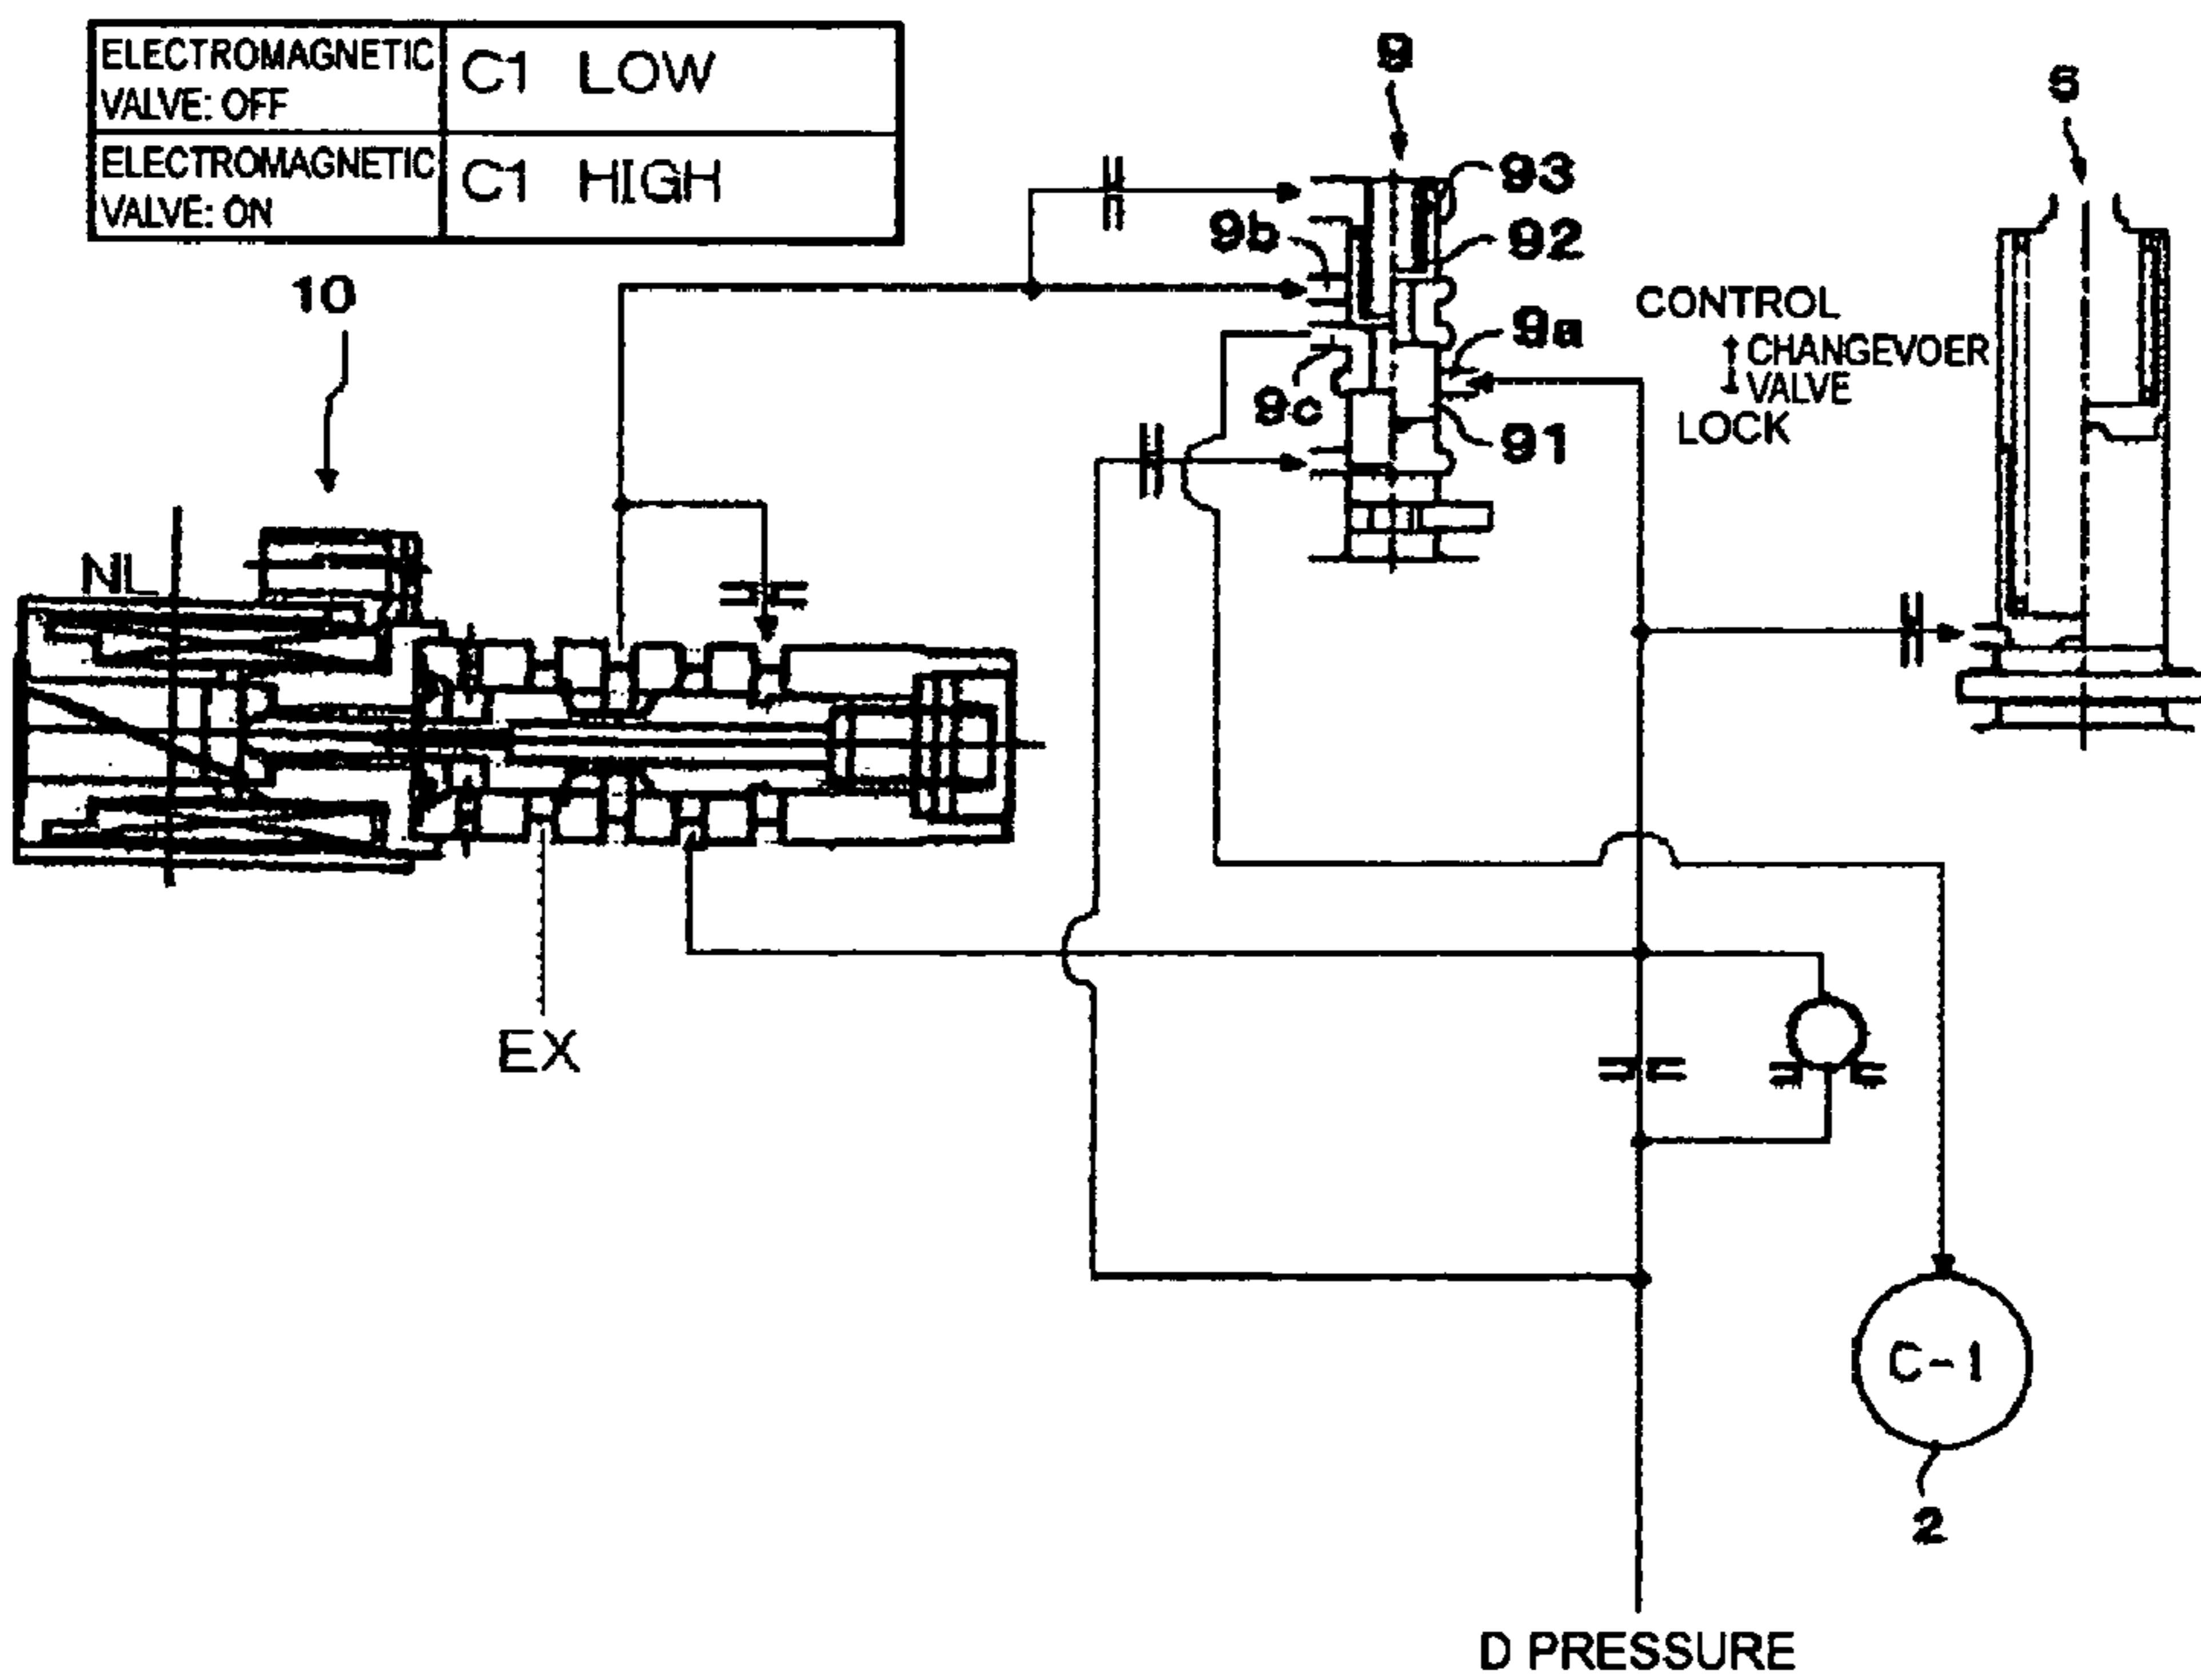 ELECTROMAGNETIC
VALVE: OFF
C1 LOW
ELECTROMAGNETIC
VALVE: ON
C1 HIGH
9
5
93
9b
92
10
CONTROL
9a
CHANGEVOER
VALVE
9c
LOCK
91
NL
EX
C-1
2
D PRESSURE